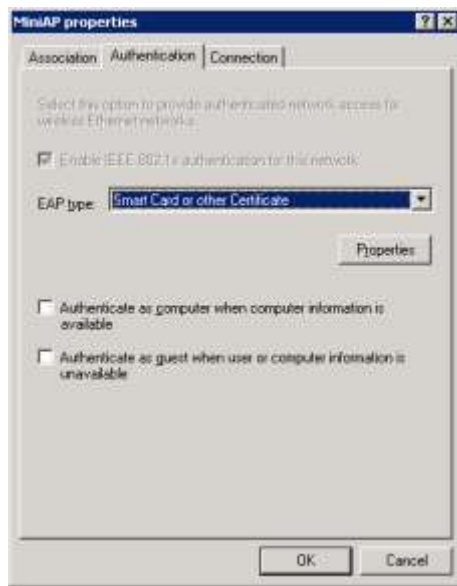 MiniAP properties
Association Authentication Connection
Select this option to provide authenticated network access for
wireless Ethernet networks.
Enable IEEE 802.1x authentication for this network
EAP type: Smart Card or other Certificate
Properties
Authenticate as computer when computer information is
available
Authenticate as guest when user or computer information is
unavailable
OK Cancel